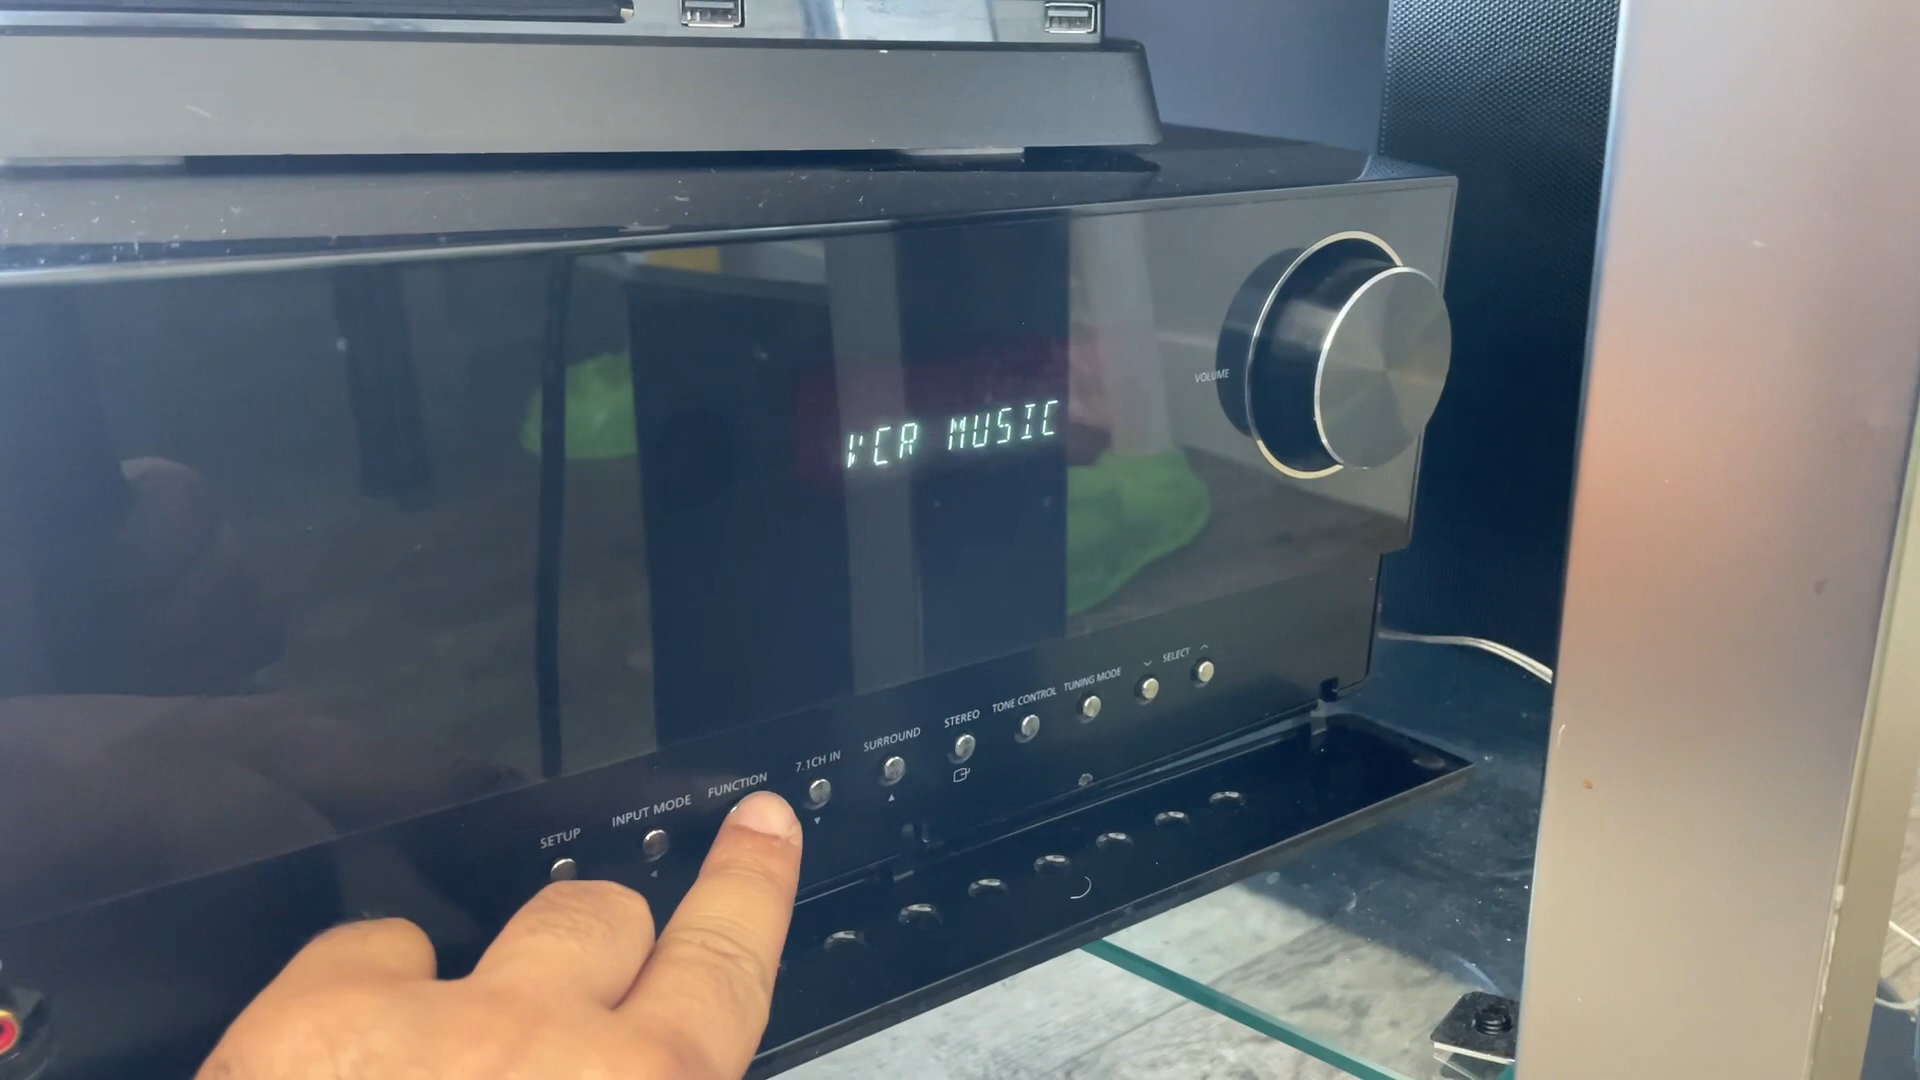 VOLUME
VCR MUSIC
SETUP
INPUT MODE
FUNCTION
7.1CH IN
SURROUND
STEREO
TONE CONTROL
TUNING MODE
SELECT